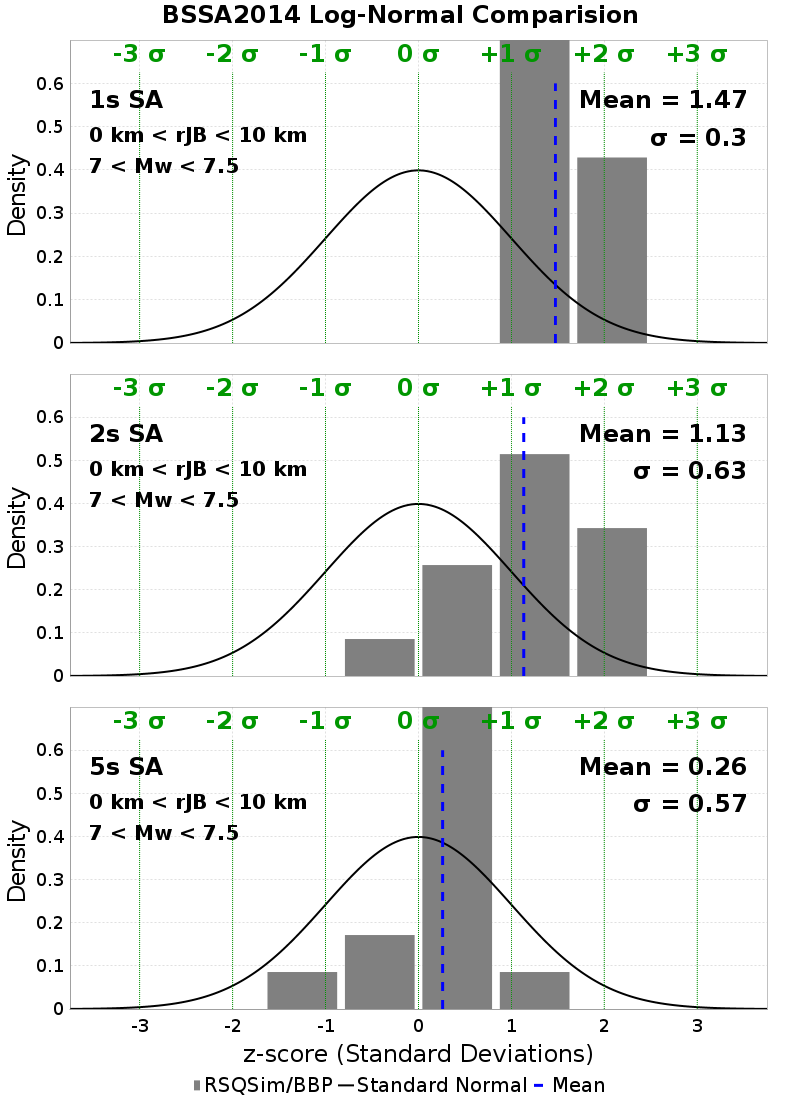 BSSA2014 Log-Normal Comparision
-3 σ -2 σ -1 σ 0 σ +1 σ +2 σ +3 σ
0.6
1s SA Mean = 1.47
0.5
0 km < rJB < 10 km σ = 0.3
7 < Mw < 7.5
0.4
0.3
0.2
0.1
0
Density
-3 σ -2 σ -1 σ 0 σ +1 σ +2 σ +3 σ
0.6
2s SA Mean = 1.13
0.5
0 km < rJB < 10 km σ = 0.63
7 < Mw < 7.5
0.4
0.3
0.2
0.1
0
Density
-3 σ -2 σ -1 σ 0 σ +1 σ +2 σ +3 σ
0.6
5s SA Mean = 0.26
0.5
0 km < rJB < 10 km σ = 0.57
7 < Mw < 7.5
0.4
0.3
0.2
0.1
0
Density
-3 -2 -1 0 1 2 3
z-score (Standard Deviations)
RSQSim/BBP Standard Normal Mean